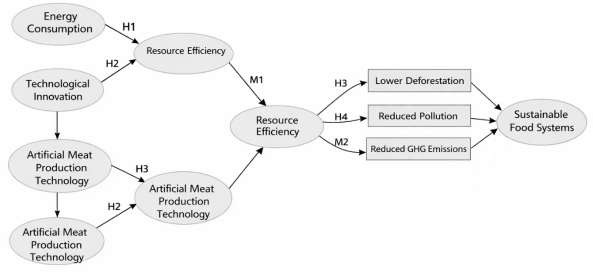 Energy
Consumption
H1
Resource Efficiency
H2
Technological
Innovation
M1
Resource
Efficiency
H3
Lower Deforestation
H4
Reduced Pollution
M2
Reduced GHG Emissions
Sustainable
Food Systems
Artificial Meat
Production
Technology
H3
Artificial Meat
Production
Technology
H2
Artificial Meat
Production
Technology